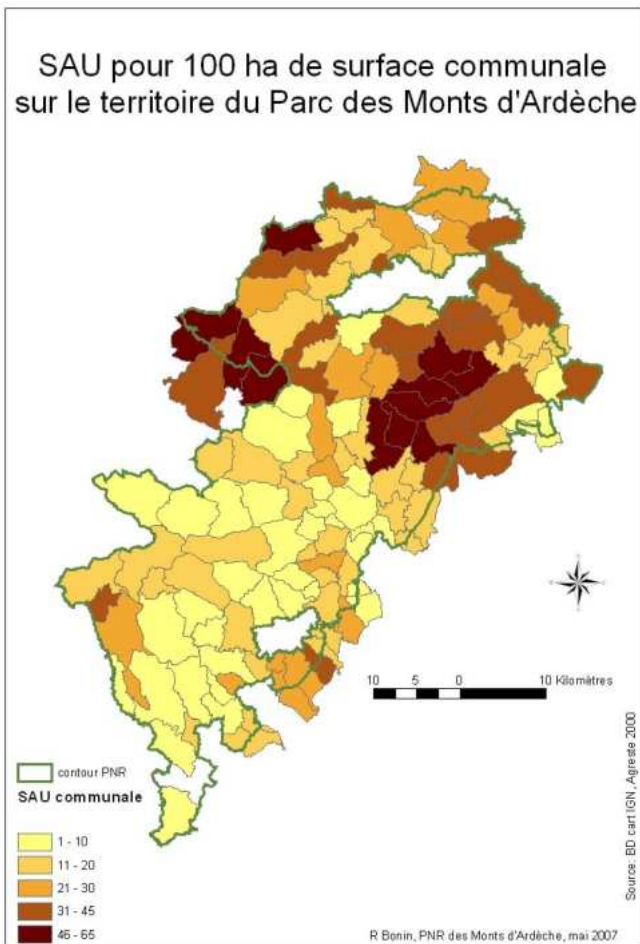 SAU pour 100 ha de surface communale
sur le territoire du Parc des Monts d'Ardèche
10 5 0 10 Kilomètres
contour PNR
SAU communale
1 - 10
11 - 20
21 - 30
31 - 45
46 - 65
Source: BD cart IGN, Agreste 2000
R Bonin, PNR des Monts d'Ardèche, mai 2007